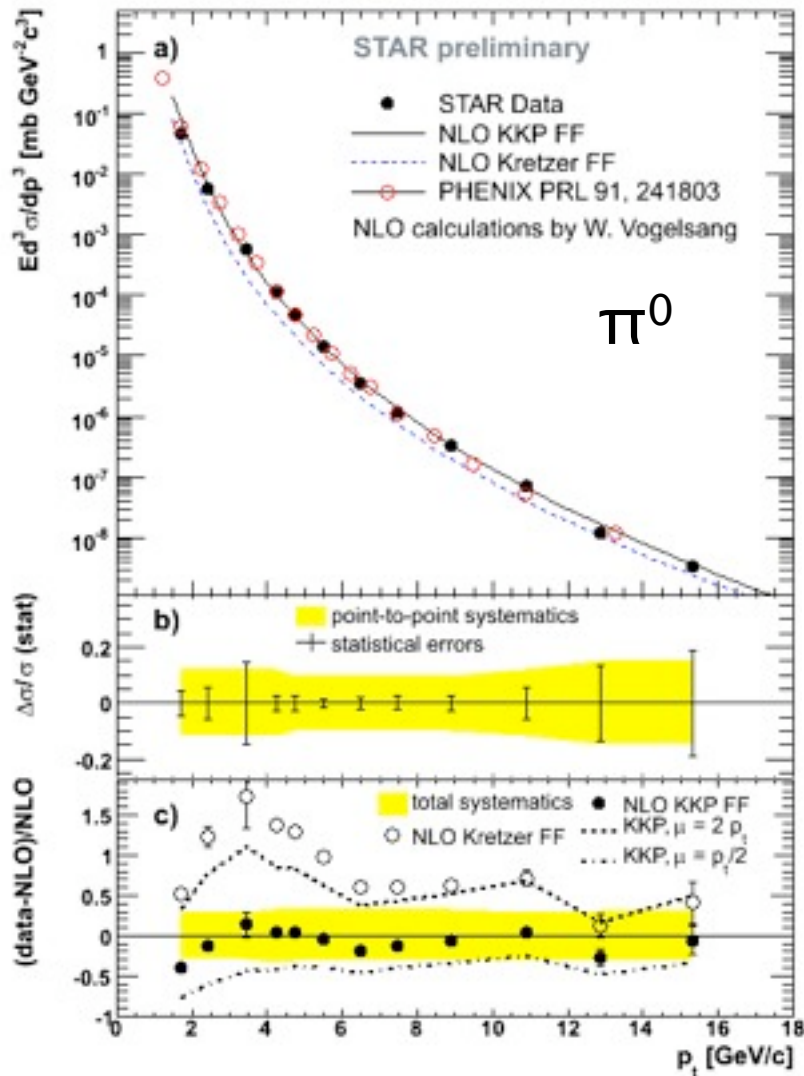 a)
STAR preliminary
STAR Data
NLO KKP FF
NLO Kretzer FF
PHENIX PRL 91, 241803
NLO calculations by W. Vogelsang
π⁰
Ed³σ/dp³ [mb GeV⁻²c³]
1
10⁻¹
10⁻²
10⁻³
10⁻⁴
10⁻⁵
10⁻⁶
10⁻⁷
10⁻⁸
b)
point-to-point systematics
statistical errors
Δσ/σ (stat)
0.2
0
-0.2
c)
total systematics
NLO KKP FF
NLO Kretzer FF
KKP, μ = 2 pₜ
KKP, μ = pₜ/2
(data-NLO)/NLO
1.5
1
0.5
0
-0.5
-1
0 2 4 6 8 10 12 14 16 18
pₜ [GeV/c]